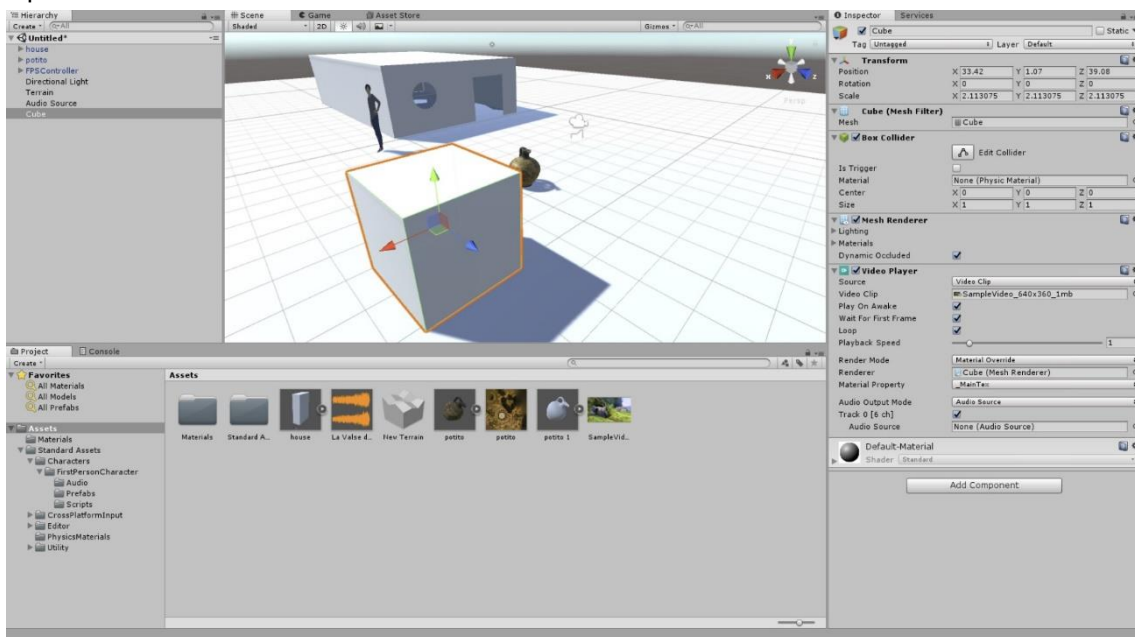 Hierarchy
Create
All
Untitled*
house
potito
FPSController
Directional Light
Terrain
Audio Source
Cube
Scene
Game
Asset Store
Shaded
2D
Gizmos
All
x
z
Persp
Project
Console
Create
Favorites
All Materials
All Models
All Prefabs
Assets
Materials
Standard Assets
Characters
FirstPersonCharacter
Audio
Prefabs
Scripts
CrossPlatformInput
Editor
PhysicsMaterials
Utility
Assets
Materials
Standard A...
house
La Valse d...
New Terrain
potito
potito
potito 1
SampleVid...
Inspector
Services
Cube
Static
Tag Untagged
Layer Default
Transform
Position X 33.42 Y 1.07 Z 39.08
Rotation X 0 Y 0 Z 0
Scale X 2.113075 Y 2.113075 Z 2.113075
Cube (Mesh Filter)
Mesh Cube
Box Collider
Edit Collider
Is Trigger
Material None (Physic Material)
Center X 0 Y 0 Z 0
Size X 1 Y 1 Z 1
Mesh Renderer
Lighting
Materials
Dynamic Occluded
Video Player
Source Video Clip
Video Clip SampleVideo_640x360_1mb
Play On Awake
Wait For First Frame
Loop
Playback Speed 1
Render Mode Material Override
Renderer Cube (Mesh Renderer)
Material Property _MainTex
Audio Output Mode Audio Source
Track 0 [6 ch]
Audio Source None (Audio Source)
Default-Material
Shader Standard
Add Component